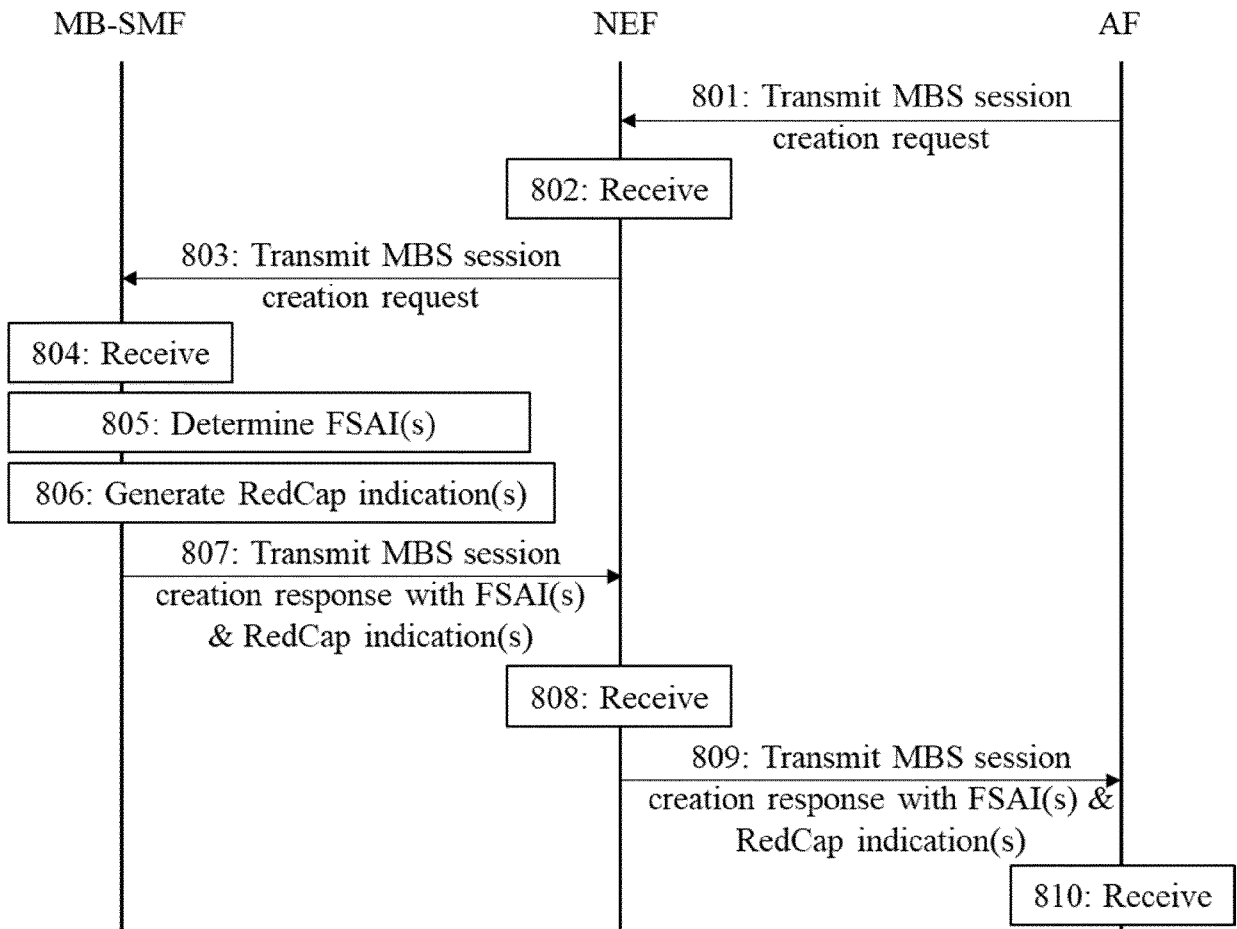 MB-SMF
NEF
AF
801: Transmit MBS session
creation request
802: Receive
803: Transmit MBS session
creation request
804: Receive
805: Determine FSAI(s)
806: Generate RedCap indication(s)
807: Transmit MBS session
creation response with FSAI(s)
& RedCap indication(s)
808: Receive
809: Transmit MBS session
creation response with FSAI(s) &
RedCap indication(s)
810: Receive